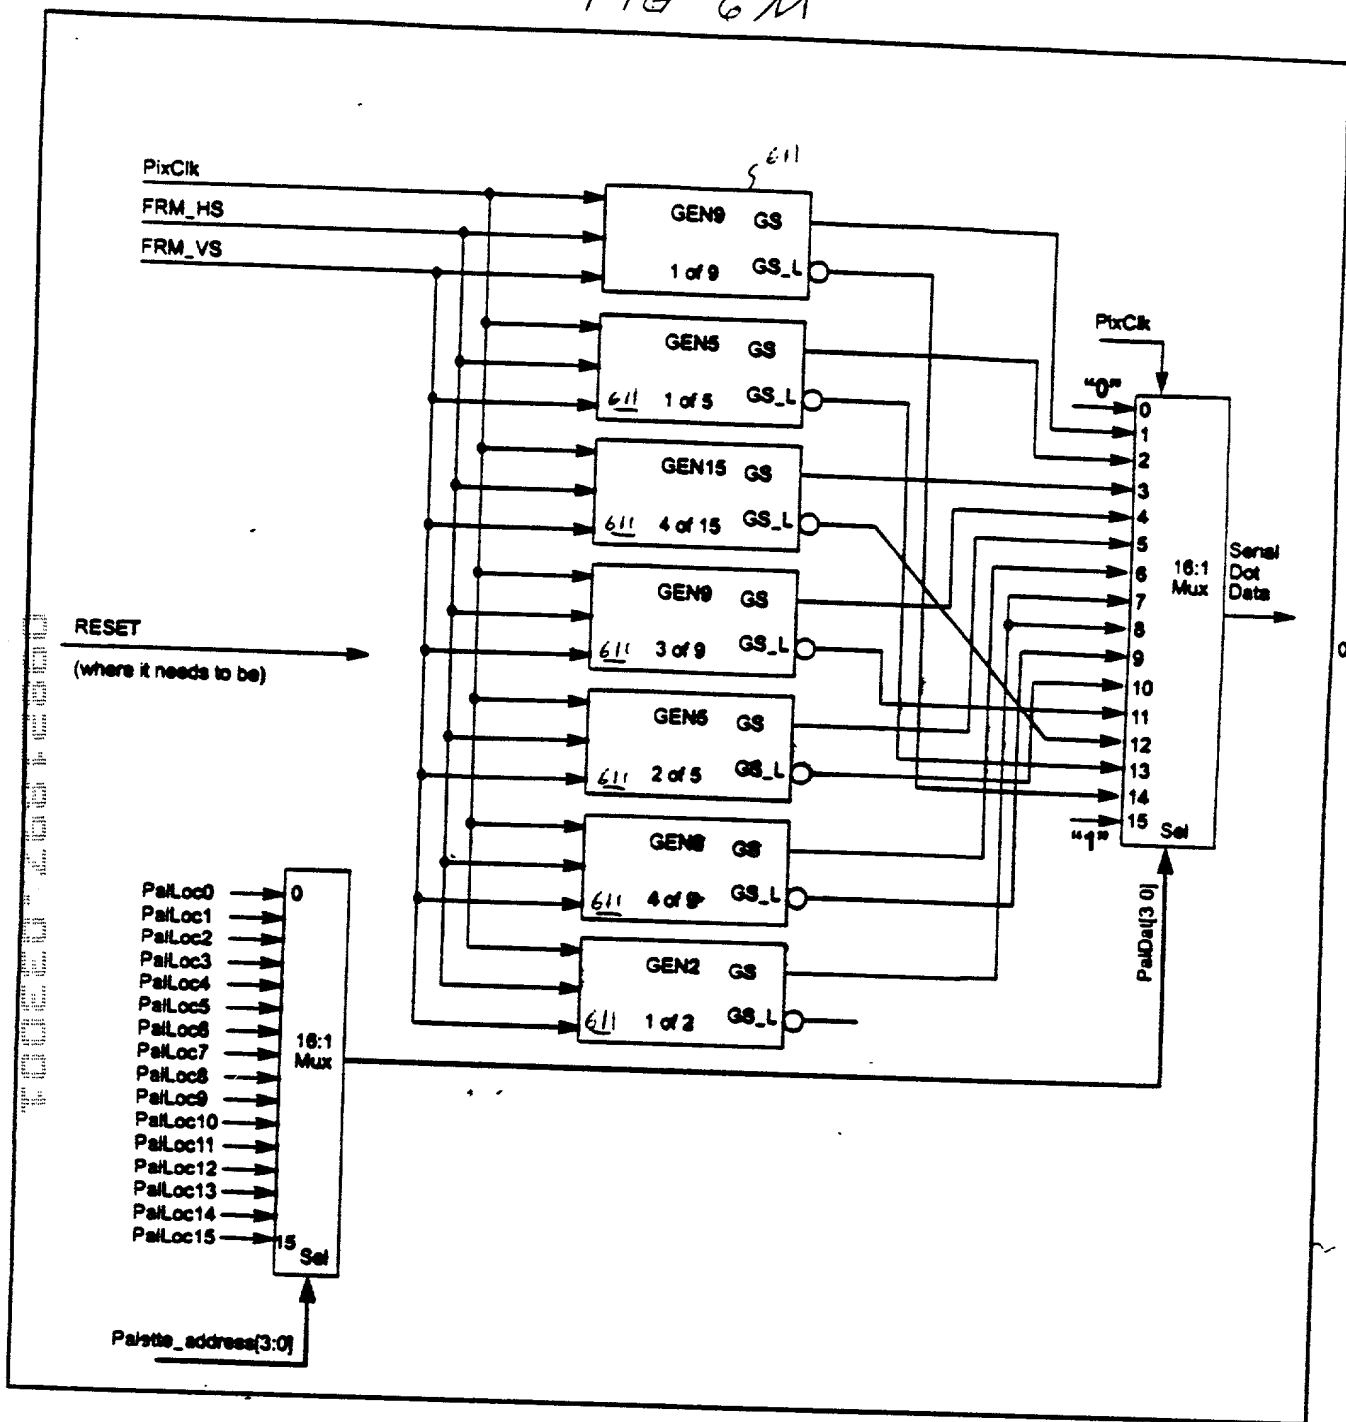 FIG 6M
PixClk
FRM_HS
FRM_VS
611
GEN9 GS
1 of 9 GS_L
GEN5 GS
611 1 of 5 GS_L
GEN15 GS
611 4 of 15 GS_L
GEN9 GS
611 3 of 9 GS_L
GEN5 GS
611 2 of 5 GS_L
GS
611 4 of 9 GS_L
GEN2 GS
611 1 of 2 GS_L
RESET
(where it needs to be)
PixClk
"0"
0
1
2
3
4
5
6
7
8
9
10
11
12
13
14
15
"1"
16:1
Mux
Sel
Serial
Dot
Data
PalDat[3 0]
PalLoc0
PalLoc1
PalLoc2
PalLoc3
PalLoc4
PalLoc5
PalLoc6
PalLoc7
PalLoc8
PalLoc9
PalLoc10
PalLoc11
PalLoc12
PalLoc13
PalLoc14
PalLoc15
0
16:1
Mux
15
Sel
Palette_address[3:0]